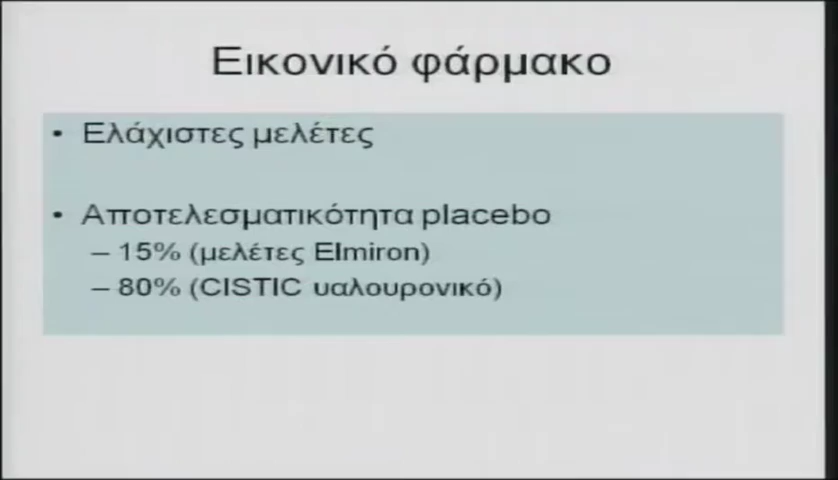 Εικονικό φάρμακο
• Ελάχιστες μελέτες
• Αποτελεσματικότητα placebo
– 15% (μελέτες Elmiron)
– 80% (CISTIC υαλουρονικό)